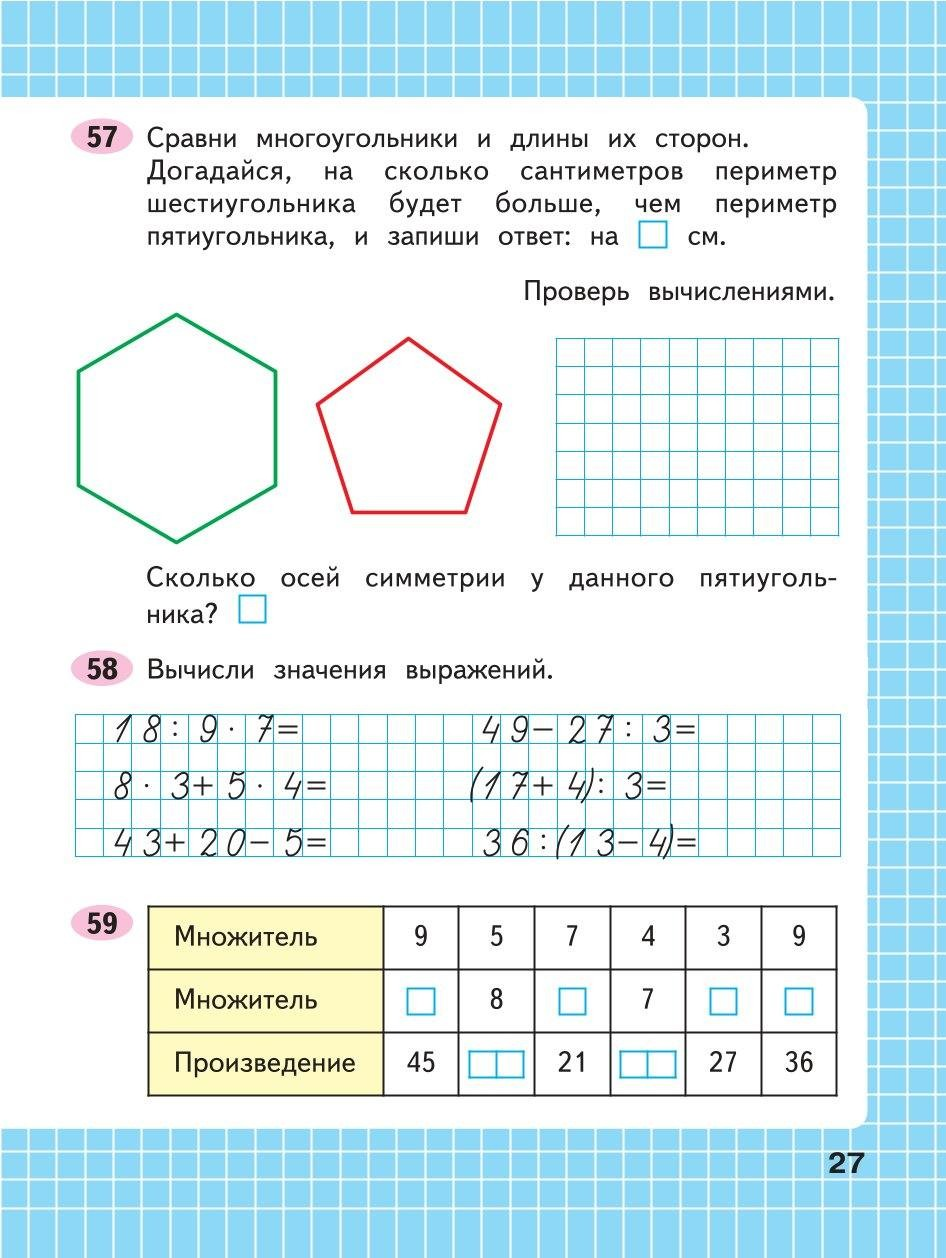 57 Сравни многоугольники и длины их сторон.
Догадайся, на сколько сантиметров периметр
шестиугольника будет больше, чем периметр
пятиугольника, и запиши ответ: на см.
Проверь вычислениями.
Сколько осей симметрии у данного пятиуголь-
ника?
58 Вычисли значения выражений.
18 : 9 · 7 = 49 − 27 : 3 =
8 · 3 + 5 · 4 = (17 + 4) : 3 =
43 + 20 − 5 = 36 : (13 − 4) =
59 Множитель 9 5 7 4 3 9
Множитель 8 7
Произведение 45 21 27 36
27